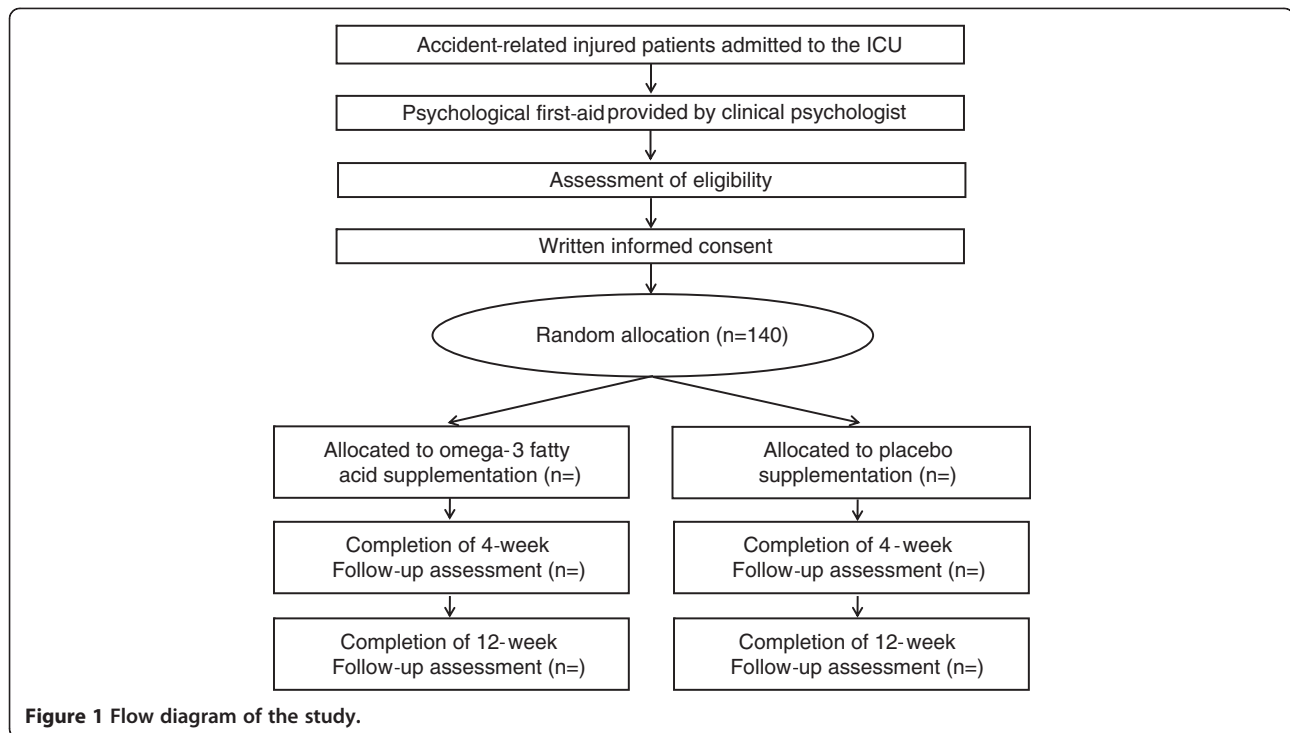 Accident-related injured patients admitted to the ICU
Psychological first-aid provided by clinical psychologist
Assessment of eligibility
Written informed consent
Random allocation (n=140)
Allocated to omega-3 fatty
acid supplementation (n=)
Allocated to placebo
supplementation (n=)
Completion of 4-week
Follow-up assessment (n=)
Completion of 4-week
Follow-up assessment (n=)
Completion of 12-week
Follow-up assessment (n=)
Completion of 12-week
Follow-up assessment (n=)
Figure 1 Flow diagram of the study.